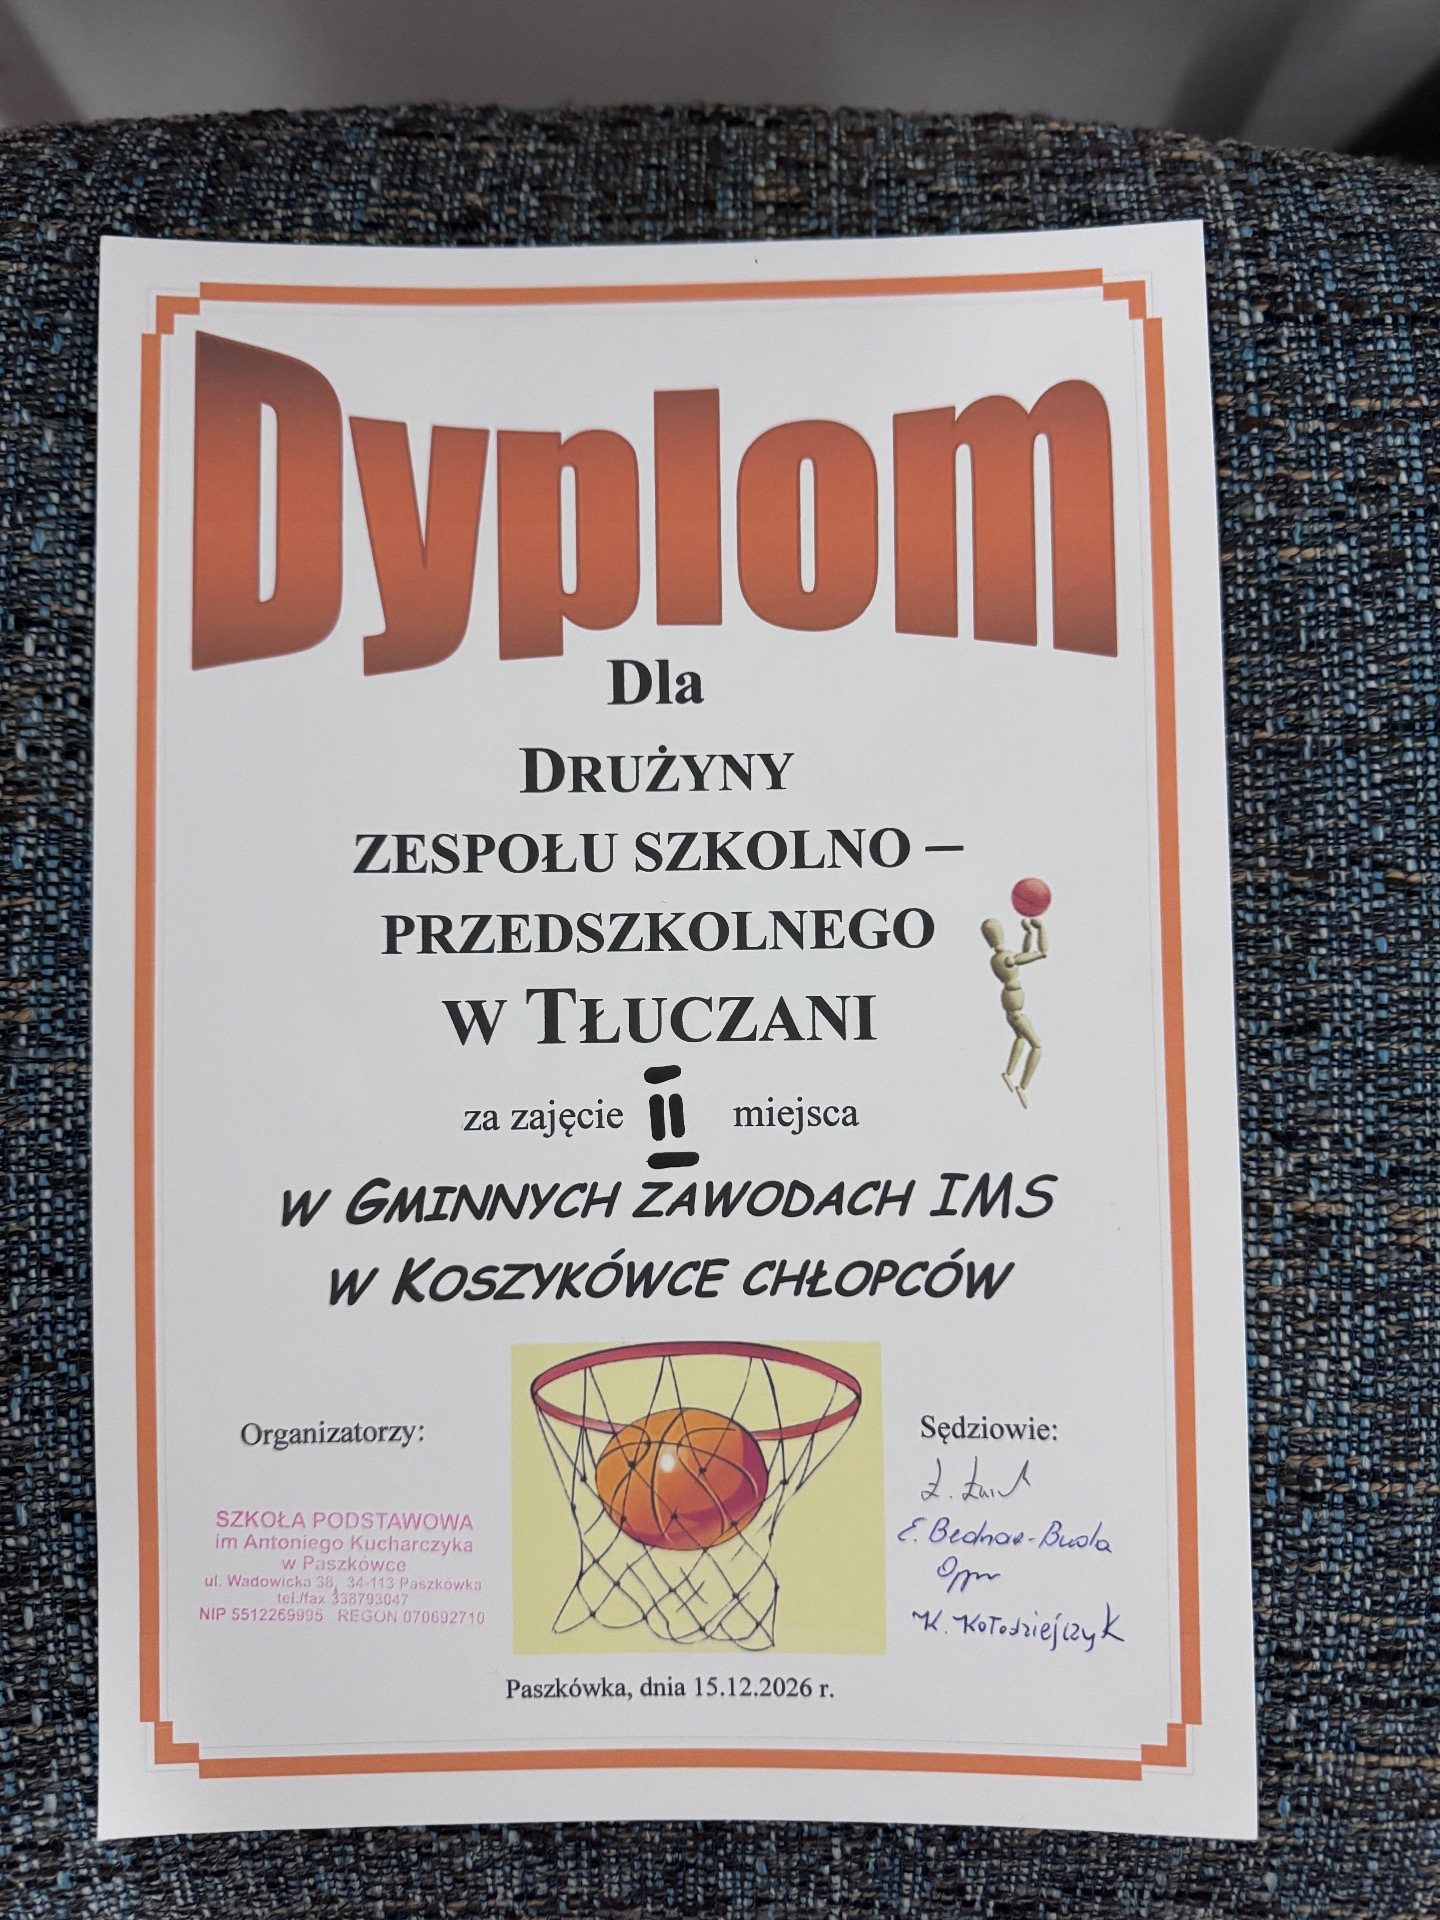 Dyplom
Dla
DRUŻYNY
ZESPOŁU SZKOLNO –
PRZEDSZKOLNEGO
W TŁUCZANI
za zajęcie II miejsca
W GMINNYCH ZAWODACH IMS
W KOSZYKÓWCE CHŁOPCÓW
Organizatorzy:
SZKOŁA PODSTAWOWA
im Antoniego Kucharczyka
w Paszkówce
ul. Wadowicka 38, 34-113 Paszkówka
tel./fax 338793047
NIP 5512269995 REGON 070692710
Sędziowie:
E. Bednarz-Buola
K. Kołodziejczyk
Paszkówka, dnia 15.12.2026 r.